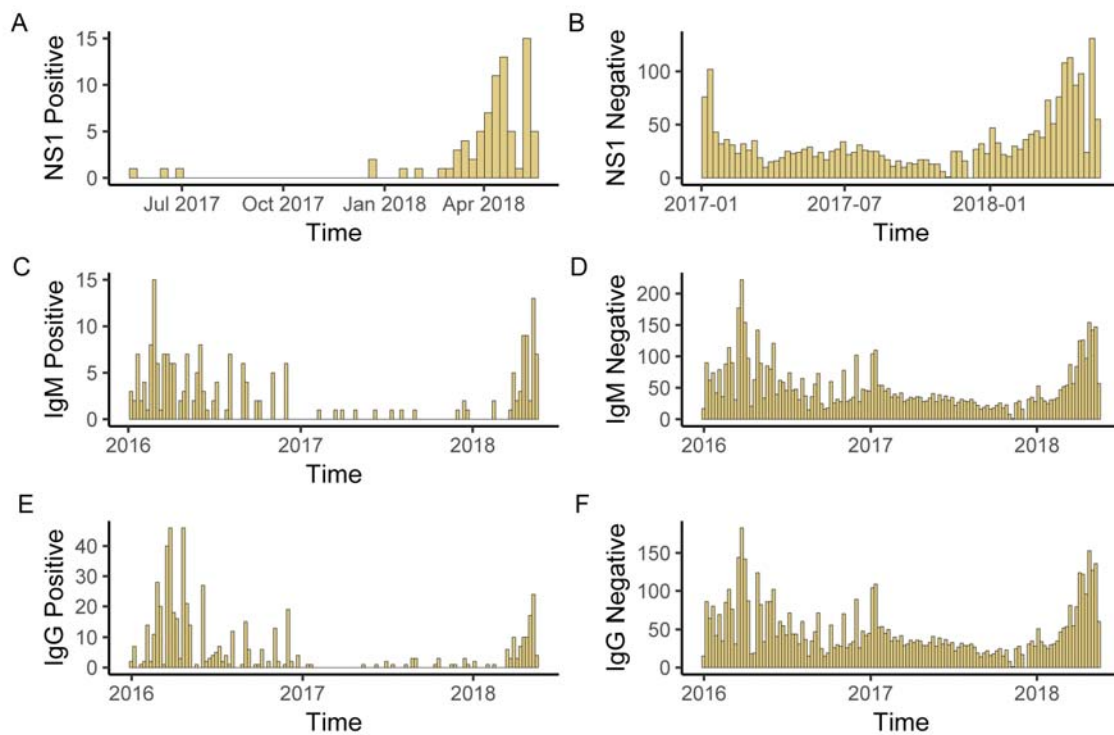 A
NS1 Positive
15
10
5
0
Jul 2017 Oct 2017 Jan 2018 Apr 2018
Time
B
NS1 Negative
100
50
0
2017-01 2017-07 2018-01
Time
C
IgM Positive
15
10
5
0
2016 2017 2018
Time
D
IgM Negative
200
150
100
50
0
2016 2017 2018
Time
E
IgG Positive
40
30
20
10
0
2016 2017 2018
Time
F
IgG Negative
150
100
50
0
2016 2017 2018
Time